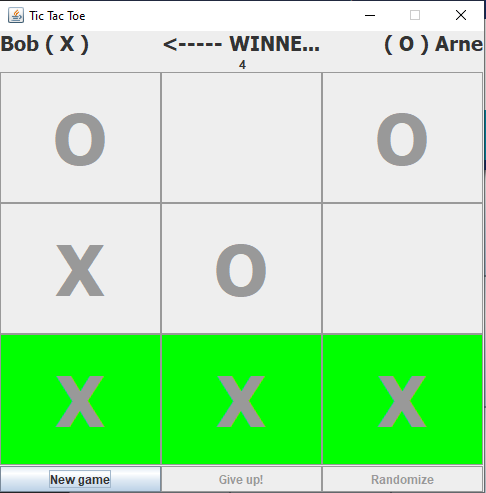 Tic Tac Toe
Bob ( X ) <----- WINNE... ( O ) Arne
4
O O
X O
X X X
New game Give up! Randomize